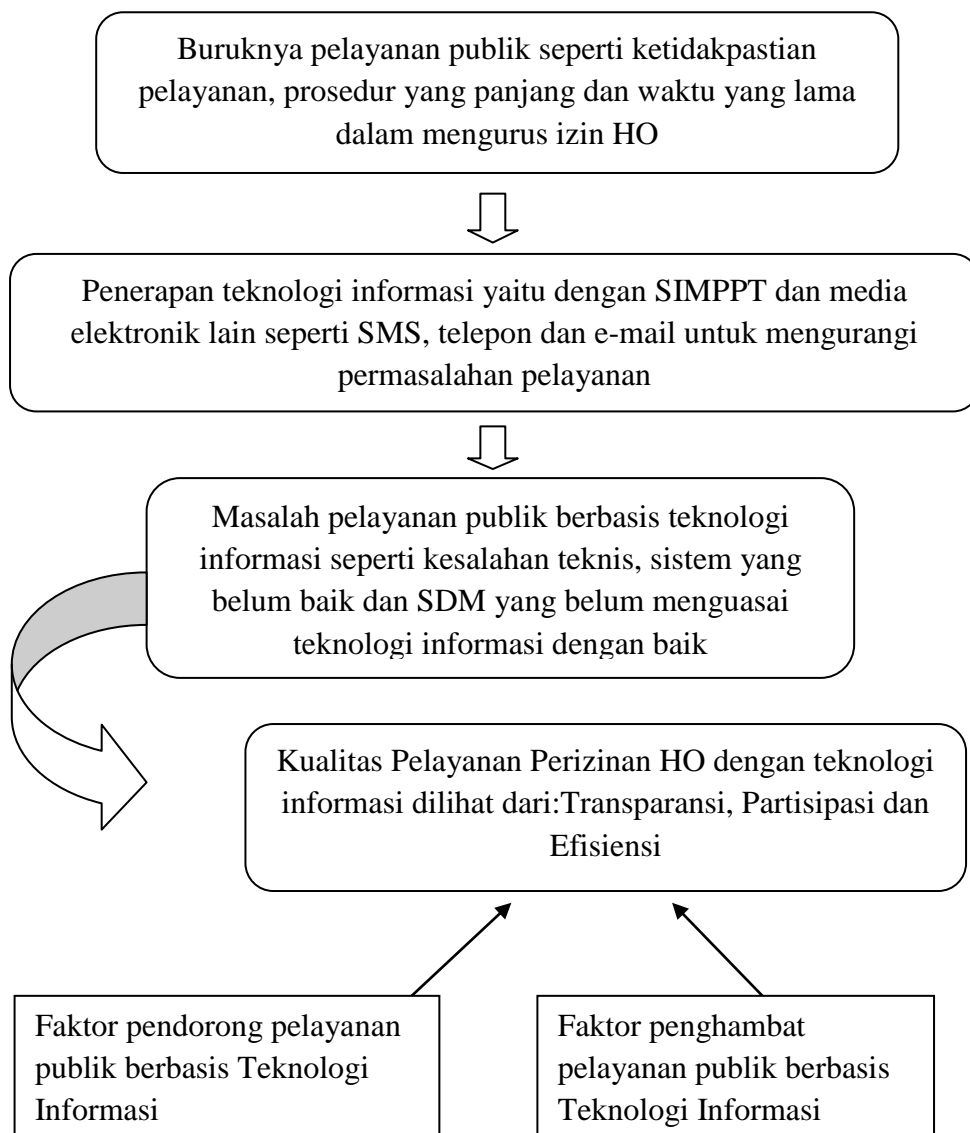 Buruknya pelayanan publik seperti ketidakpastian
pelayanan, prosedur yang panjang dan waktu yang lama
dalam mengurus izin HO
Penerapan teknologi informasi yaitu dengan SIMPPT dan media
elektronik lain seperti SMS, telepon dan e-mail untuk mengurangi
permasalahan pelayanan
Masalah pelayanan publik berbasis teknologi
informasi seperti kesalahan teknis, sistem yang
belum baik dan SDM yang belum menguasai
teknologi informasi dengan baik
Kualitas Pelayanan Perizinan HO dengan teknologi
informasi dilihat dari:Transparansi, Partisipasi dan
Efisiensi
Faktor pendorong pelayanan
publik berbasis Teknologi
Informasi
Faktor penghambat
pelayanan publik berbasis
Teknologi Informasi